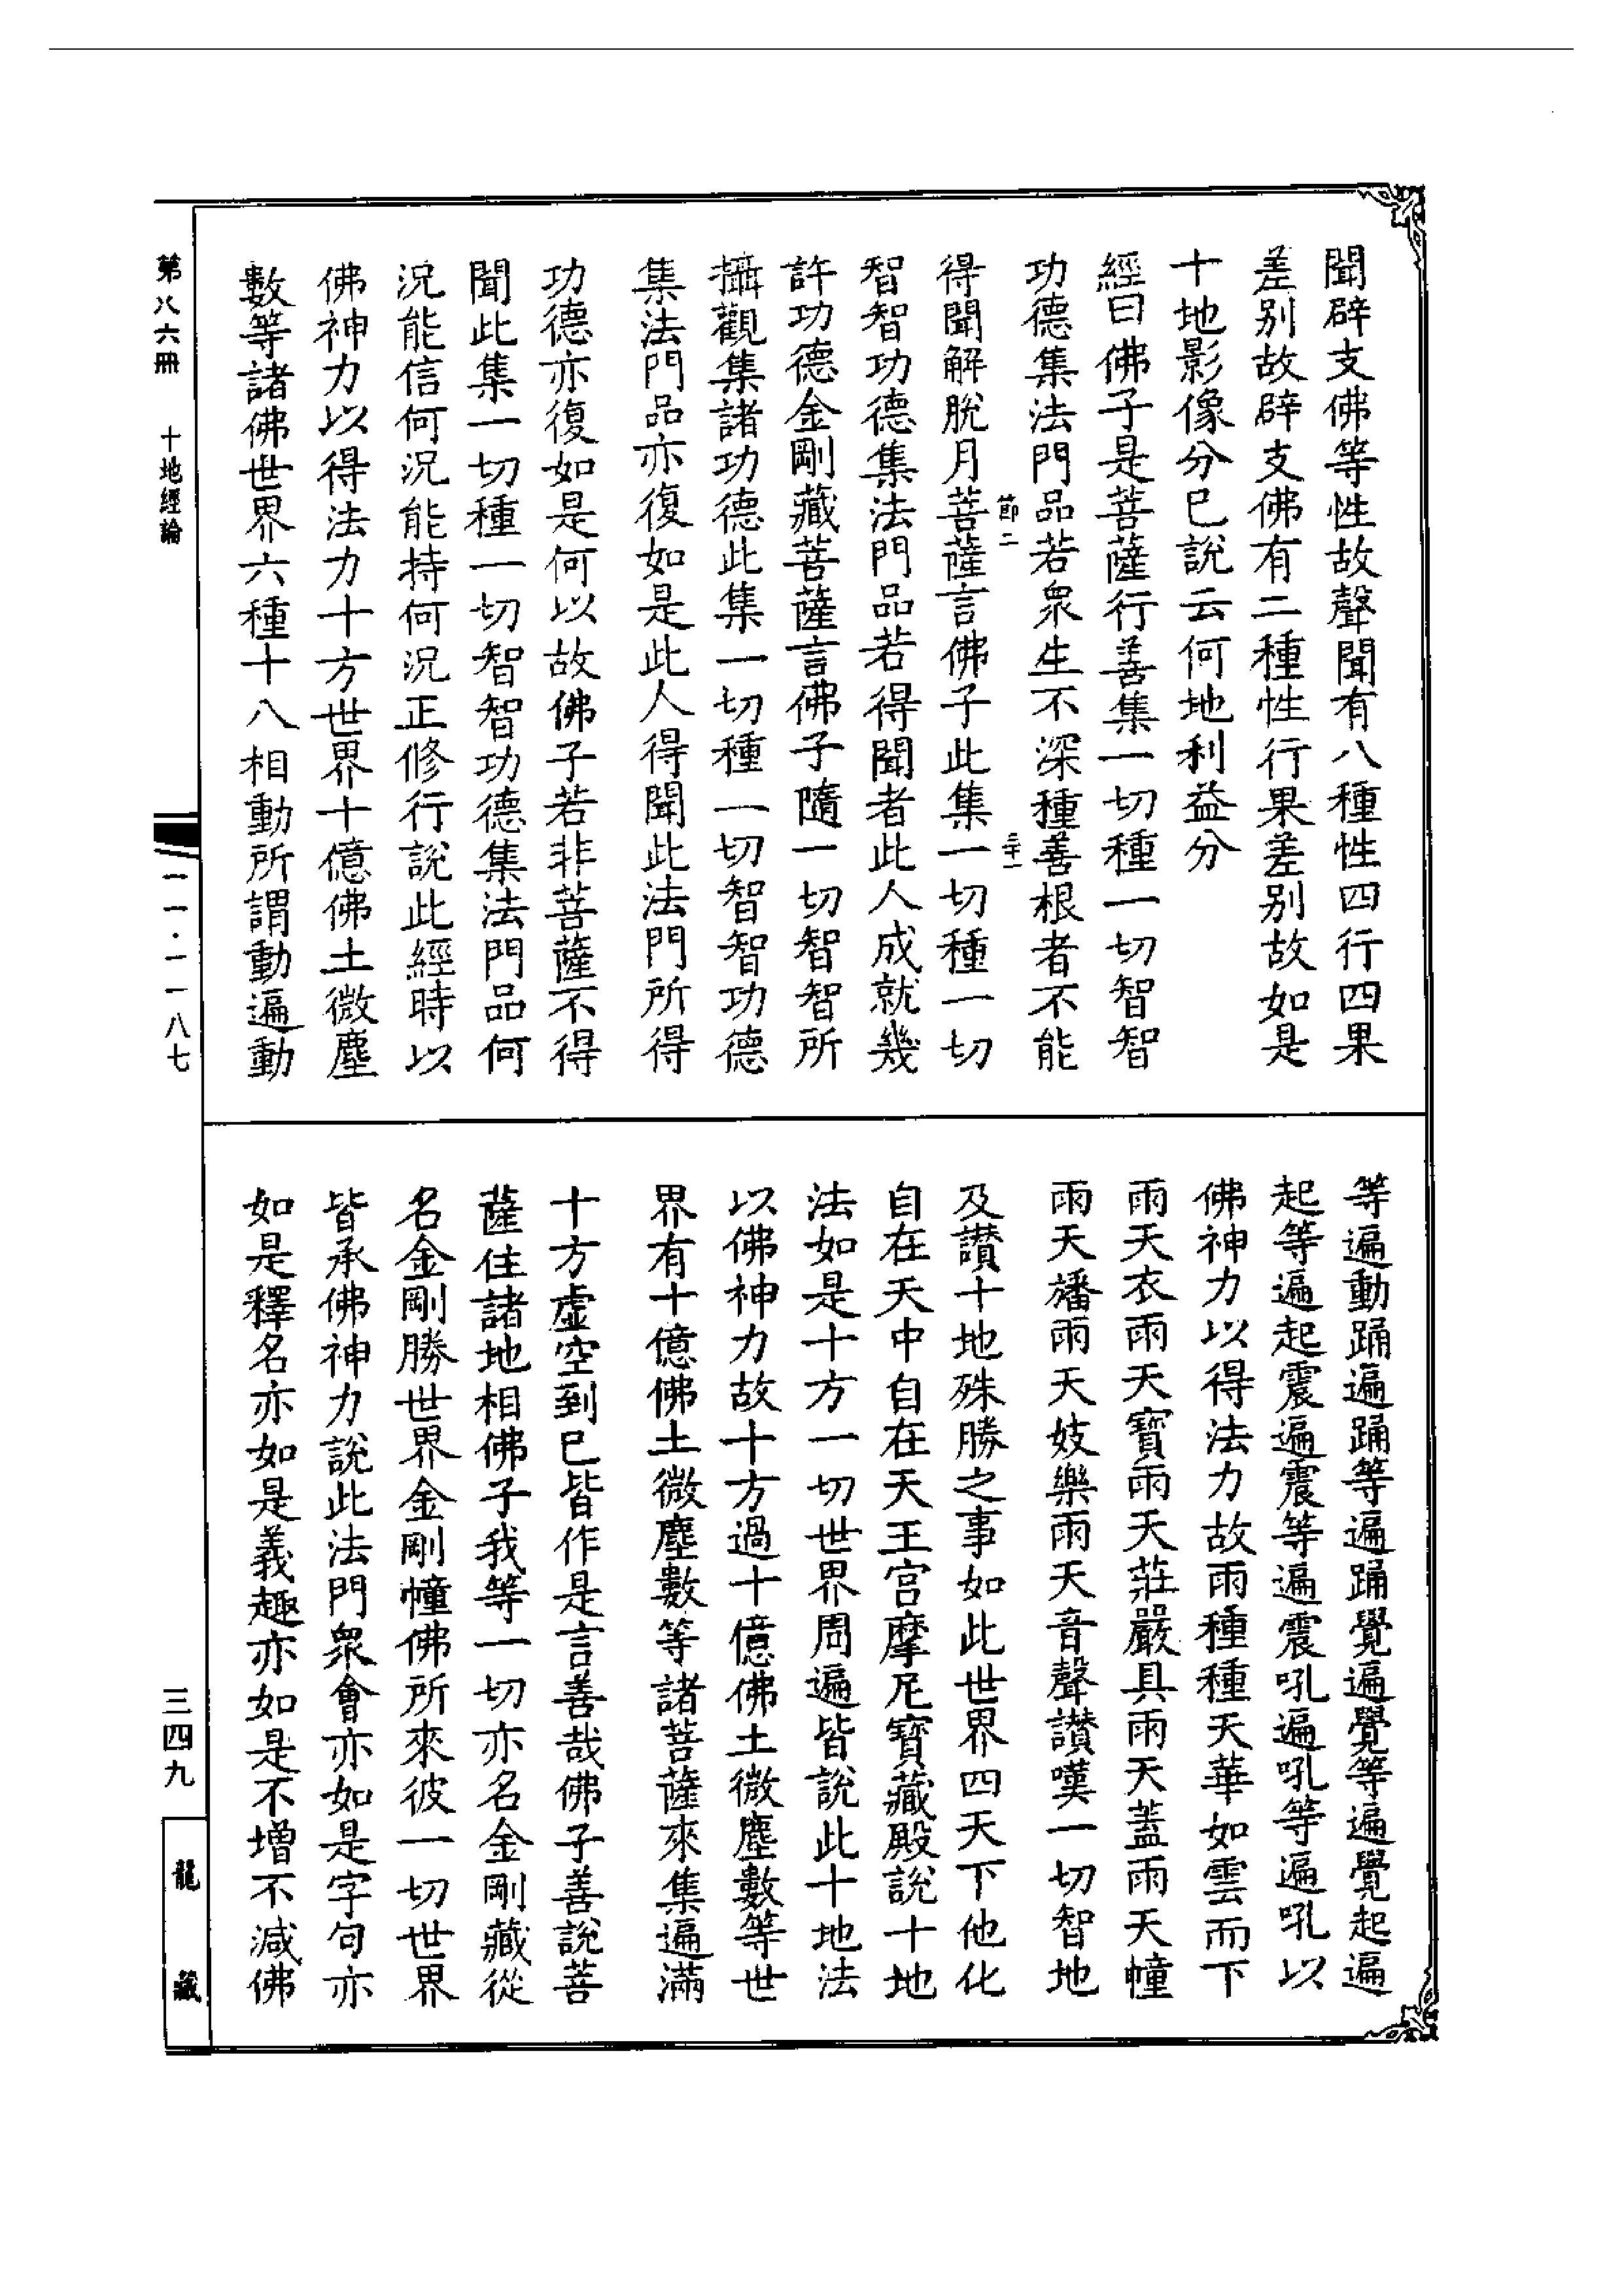 聞辟支佛等性故聲聞有八種性四行四果
差别故辟支佛有二種性行果差别故如是
十地影像分已說云何地利益分
經曰佛子是菩薩行善集一切種一切智智
功德集法門品若衆生不深種善根者不能
得聞解脫月菩薩言佛子此集一切種一切
智智功德集法門品若得聞者此人成就幾
許功德金剛藏菩薩言佛子隨一切智智所
攝觀集諸功德此集一切種一切智智功德
集法門品亦復如是此人得聞此法門所得
功德亦復如是何以故佛子若非菩薩不得
聞此集一切種一切智智功德集法門品何
況能信何況能持何況正修行說此經時以
佛神力以得法力十方世界十億佛土微塵
數等諸佛世界六種十八相動所謂動遍動
等遍動踊遍踊等遍踊覺遍覺等遍覺起遍
起等遍起震遍震等遍震吼遍吼等遍吼以
佛神力以得法力故雨種種天華如雲而下
雨天衣雨天寶雨天莊嚴具雨天蓋雨天幢
雨天旛雨天妓樂雨天音聲讃嘆一切智地
及讃十地殊勝之事如此世界四天下他化
自在天中自在天王宮摩尼寶藏殿說十地
法如是十方一切世界周遍皆說此十地法
以佛神力故十方過十億佛土微塵數等世
界有十億佛土微塵數等諸菩薩來集遍滿
十方虛空到已皆作是言善哉佛子善說菩
薩住諸地相佛子我等一切亦名金剛藏從
名金剛勝世界金剛幢佛所來彼一切世界
皆承佛神力說此法門衆會亦如是字句亦
如是釋名亦如是義趣亦如是不增不減佛
第八六冊 十地經論
一一·一一八七
三四九
龍藏